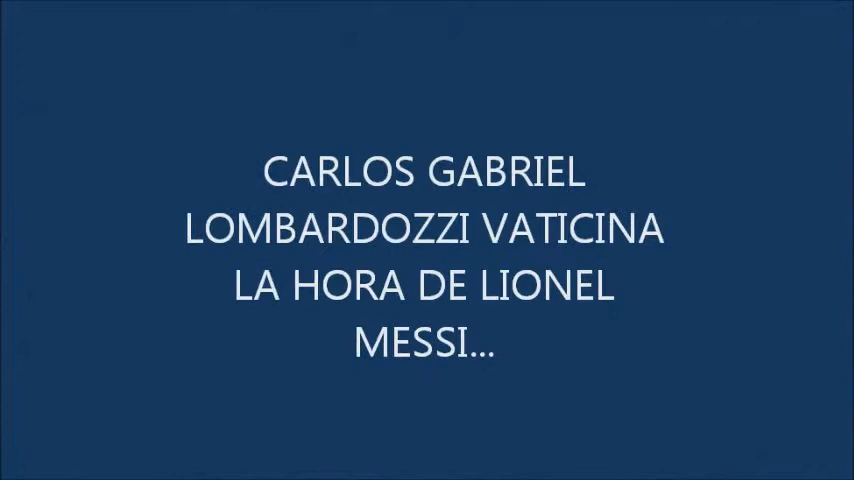 CARLOS GABRIEL
LOMBARDOZZI VATICINA
LA HORA DE LIONEL
MESSI...